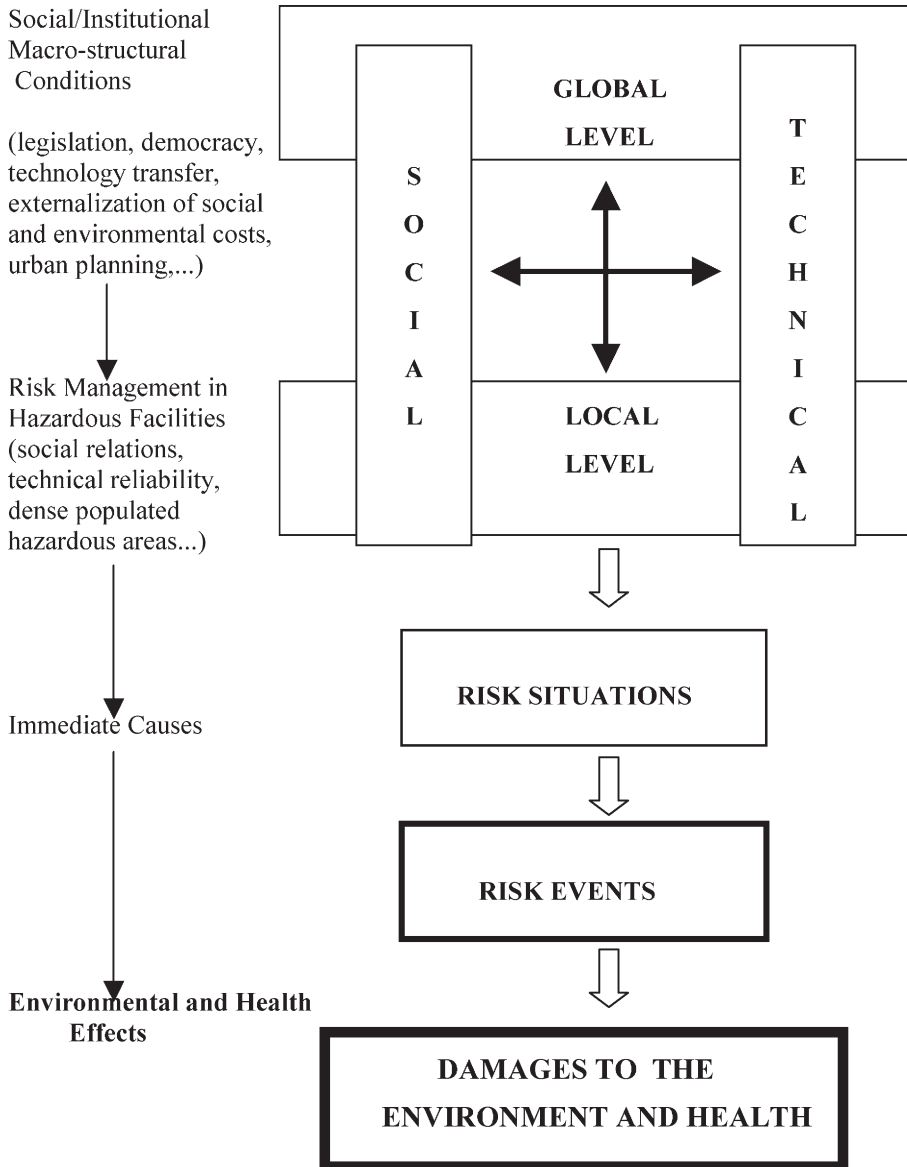 Social/Institutional
Macro-structural
Conditions
(legislation, democracy,
technology transfer,
externalization of social
and environmental costs,
urban planning,...)
Risk Management in
Hazardous Facilities
(social relations,
technical reliability,
dense populated
hazardous areas...)
Immediate Causes
Environmental and Health
Effects
GLOBAL
LEVEL
SOCIAL
TECHNICAL
LOCAL
LEVEL
RISK SITUATIONS
RISK EVENTS
DAMAGES TO THE
ENVIRONMENT AND HEALTH